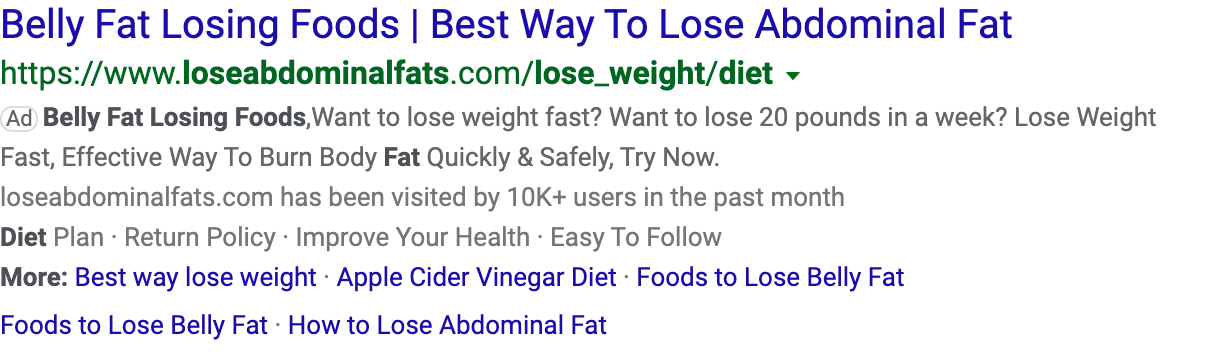 Belly Fat Losing Foods | Best Way To Lose Abdominal Fat
https://www.loseabdominalfats.com/lose_weight/diet
Ad Belly Fat Losing Foods,Want to lose weight fast? Want to lose 20 pounds in a week? Lose Weight
Fast, Effective Way To Burn Body Fat Quickly & Safely, Try Now.
loseabdominalfats.com has been visited by 10K+ users in the past month
Diet Plan · Return Policy · Improve Your Health · Easy To Follow
More: Best way lose weight · Apple Cider Vinegar Diet · Foods to Lose Belly Fat
Foods to Lose Belly Fat · How to Lose Abdominal Fat